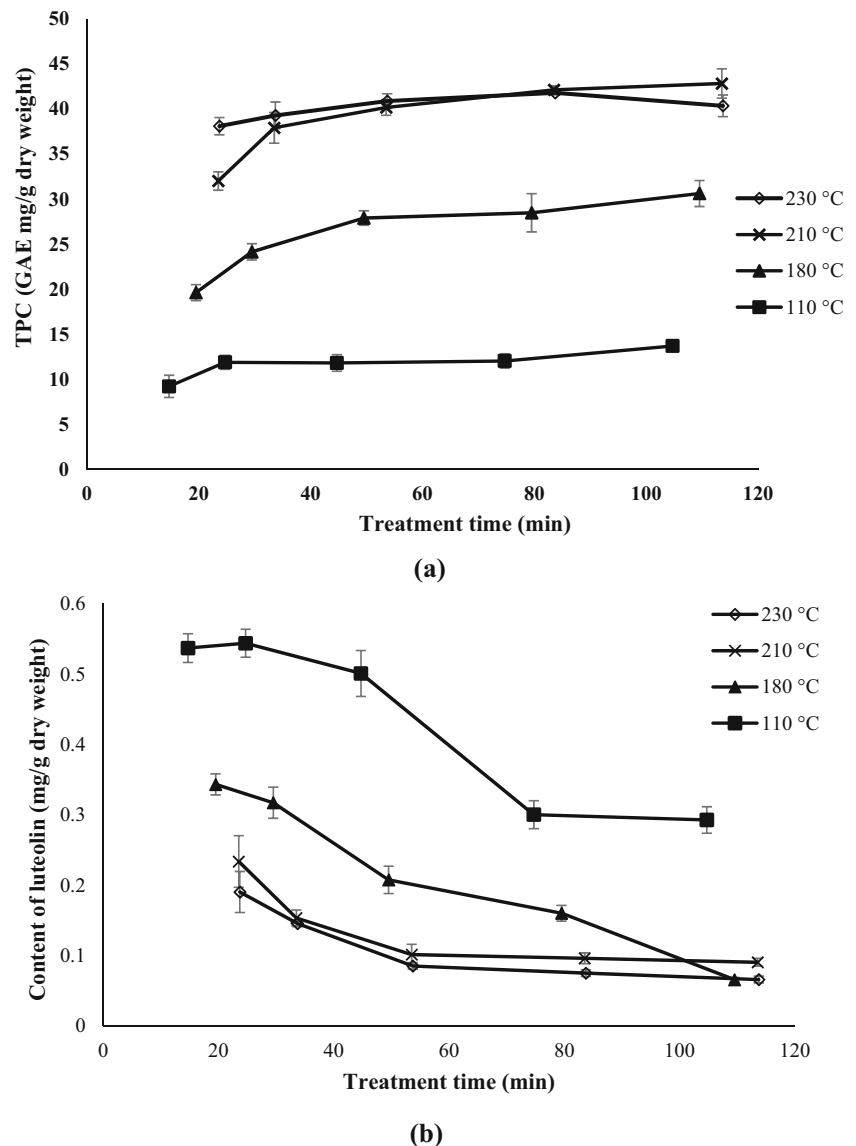 50
45
40
35
30
25
20
15
10
5
0
TPC (GAE mg/g dry weight)
230 °C
210 °C
180 °C
110 °C
0 20 40 60 80 100 120
Treatment time (min)
(a)
0.6
0.5
0.4
0.3
0.2
0.1
0
Content of luteolin (mg/g dry weight)
230 °C
210 °C
180 °C
110 °C
0 20 40 60 80 100 120
Treatment time (min)
(b)